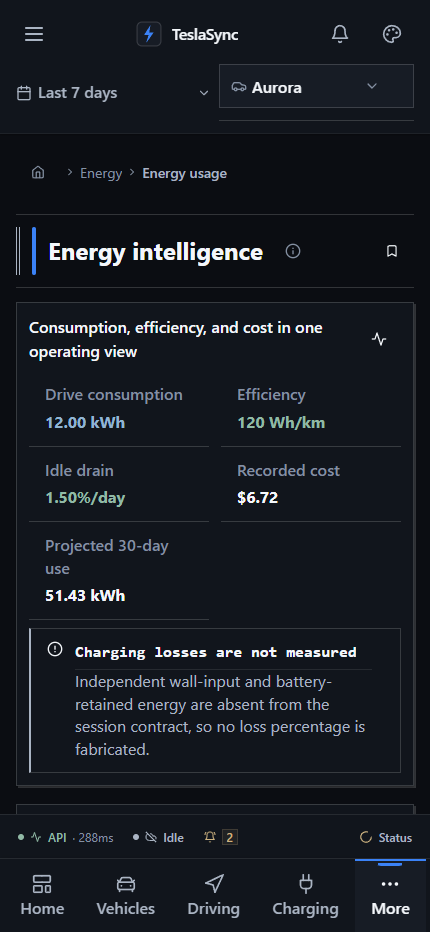 TeslaSync
Last 7 days
Aurora
Energy
Energy usage
Energy intelligence
Consumption, efficiency, and cost in one
operating view
Drive consumption
12.00 kWh
Efficiency
120 Wh/km
Idle drain
1.50%/day
Recorded cost
$6.72
Projected 30-day
use
51.43 kWh
Charging losses are not measured
Independent wall-input and battery-
retained energy are absent from the
session contract, so no loss percentage is
fabricated.
API · 288ms
Idle
2
Status
Home
Vehicles
Driving
Charging
More